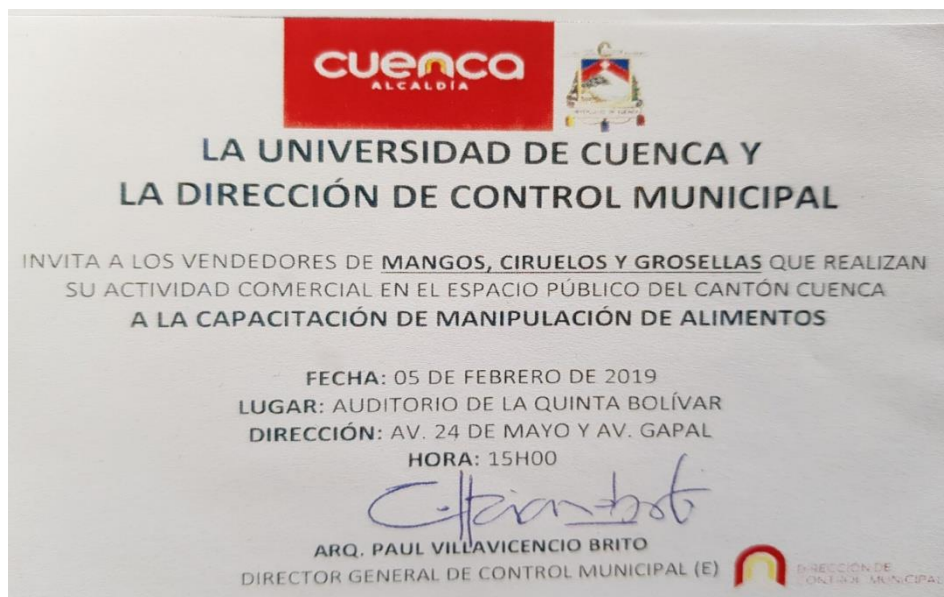 cuenca
ALCALDÍA
LA UNIVERSIDAD DE CUENCA Y
LA DIRECCIÓN DE CONTROL MUNICIPAL
INVITA A LOS VENDEDORES DE MANGOS, CIRUELOS Y GROSELLAS QUE REALIZAN
SU ACTIVIDAD COMERCIAL EN EL ESPACIO PÚBLICO DEL CANTÓN CUENCA
A LA CAPACITACIÓN DE MANIPULACIÓN DE ALIMENTOS
FECHA: 05 DE FEBRERO DE 2019
LUGAR: AUDITORIO DE LA QUINTA BOLÍVAR
DIRECCIÓN: AV. 24 DE MAYO Y AV. GAPAL
HORA: 15H00
ARQ. PAUL VILLAVICENCIO BRITO
DIRECTOR GENERAL DE CONTROL MUNICIPAL (E)
DIRECCIÓN DE
CONTROL MUNICIPAL